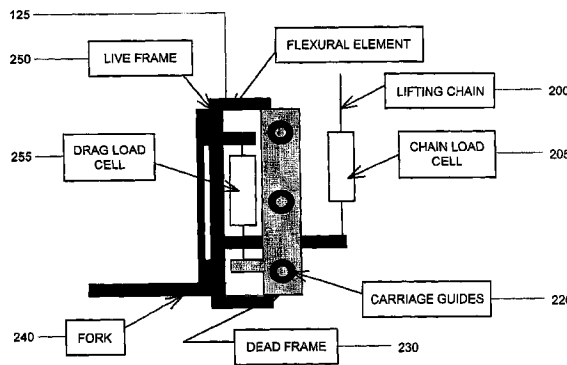 125
FLEXURAL ELEMENT
250
LIVE FRAME
LIFTING CHAIN
200
255
DRAG LOAD
CELL
CHAIN LOAD
CELL
205
CARRIAGE GUIDES
220
240
FORK
DEAD FRAME
230